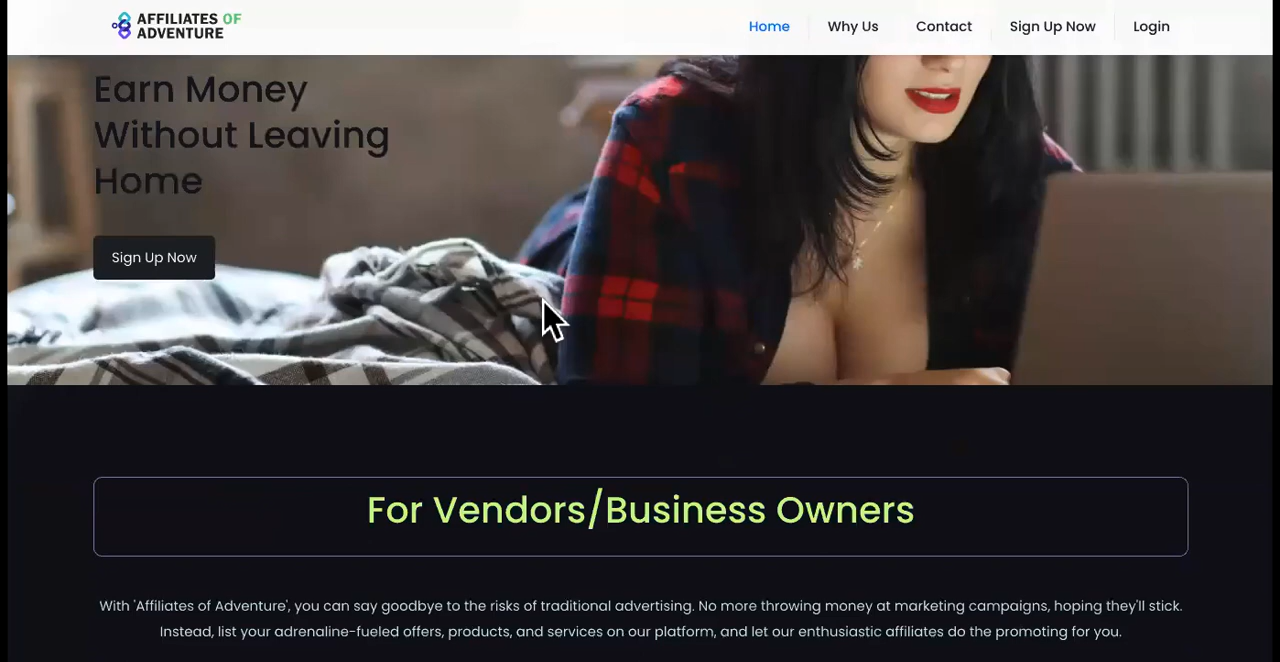 AFFILIATES OF
ADVENTURE
Home
Why Us
Contact
Sign Up Now
Login
Earn Money
Without Leaving
Home
Sign Up Now
For Vendors/Business Owners
With 'Affiliates of Adventure', you can say goodbye to the risks of traditional advertising. No more throwing money at marketing campaigns, hoping they'll stick.
Instead, list your adrenaline-fueled offers, products, and services on our platform, and let our enthusiastic affiliates do the promoting for you.